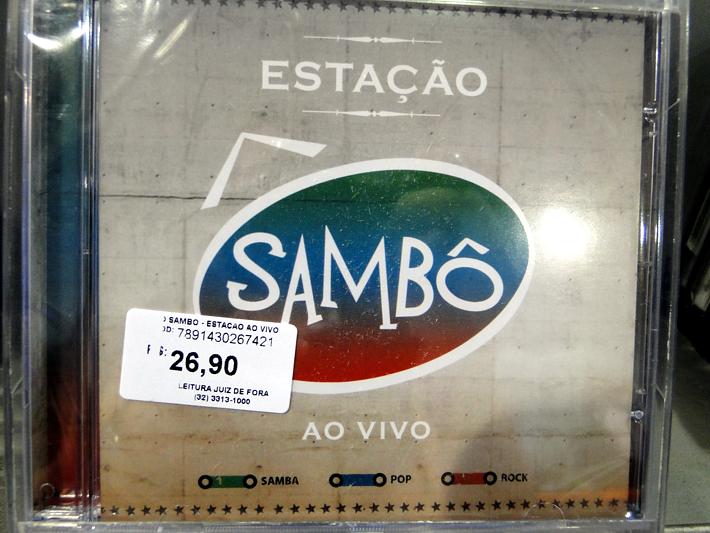 ESTAÇÃO
SAMBÔ
SAMBO - ESTACAO AO VIVO
7891430267421
26,90
LEITURA JUIZ DE FORA
(32) 3313-1000
AO VIVO
SAMBA POP ROCK